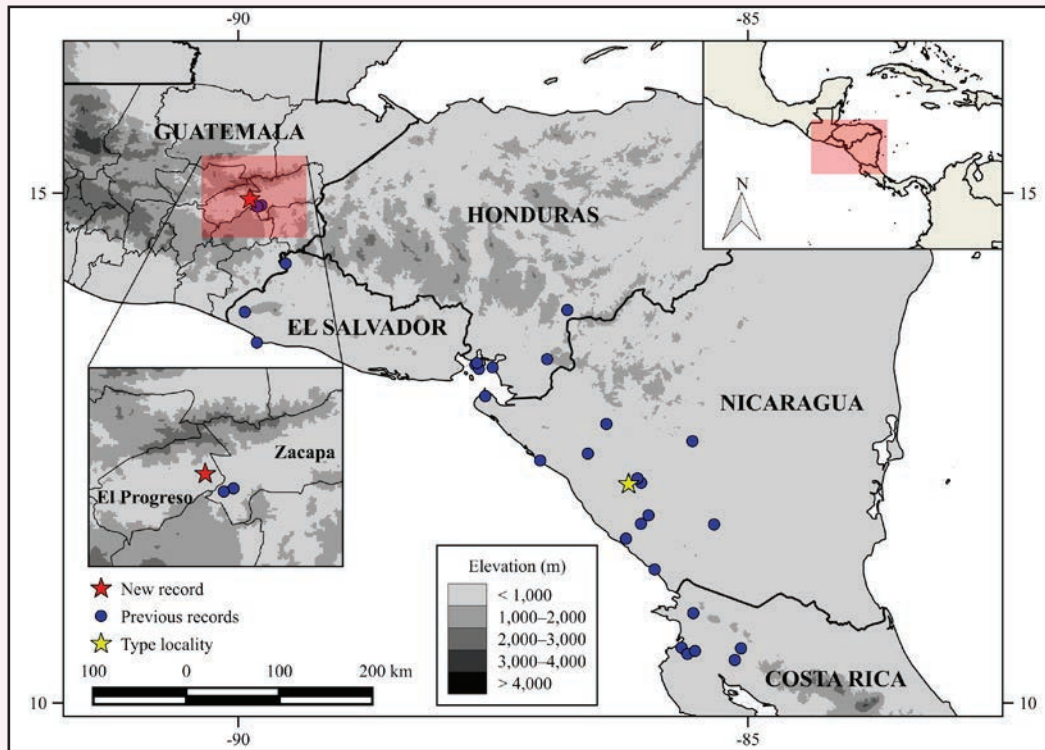 -90
-85
GUATEMALA
15
15
HONDURAS
N
EL SALVADOR
NICARAGUA
Zacapa
El Progreso
New record
Previous records
Type locality
Elevation (m)
< 1,000
1,000–2,000
2,000–3,000
3,000–4,000
> 4,000
100
0
100
200 km
COSTA RICA
10
10
-90
-85